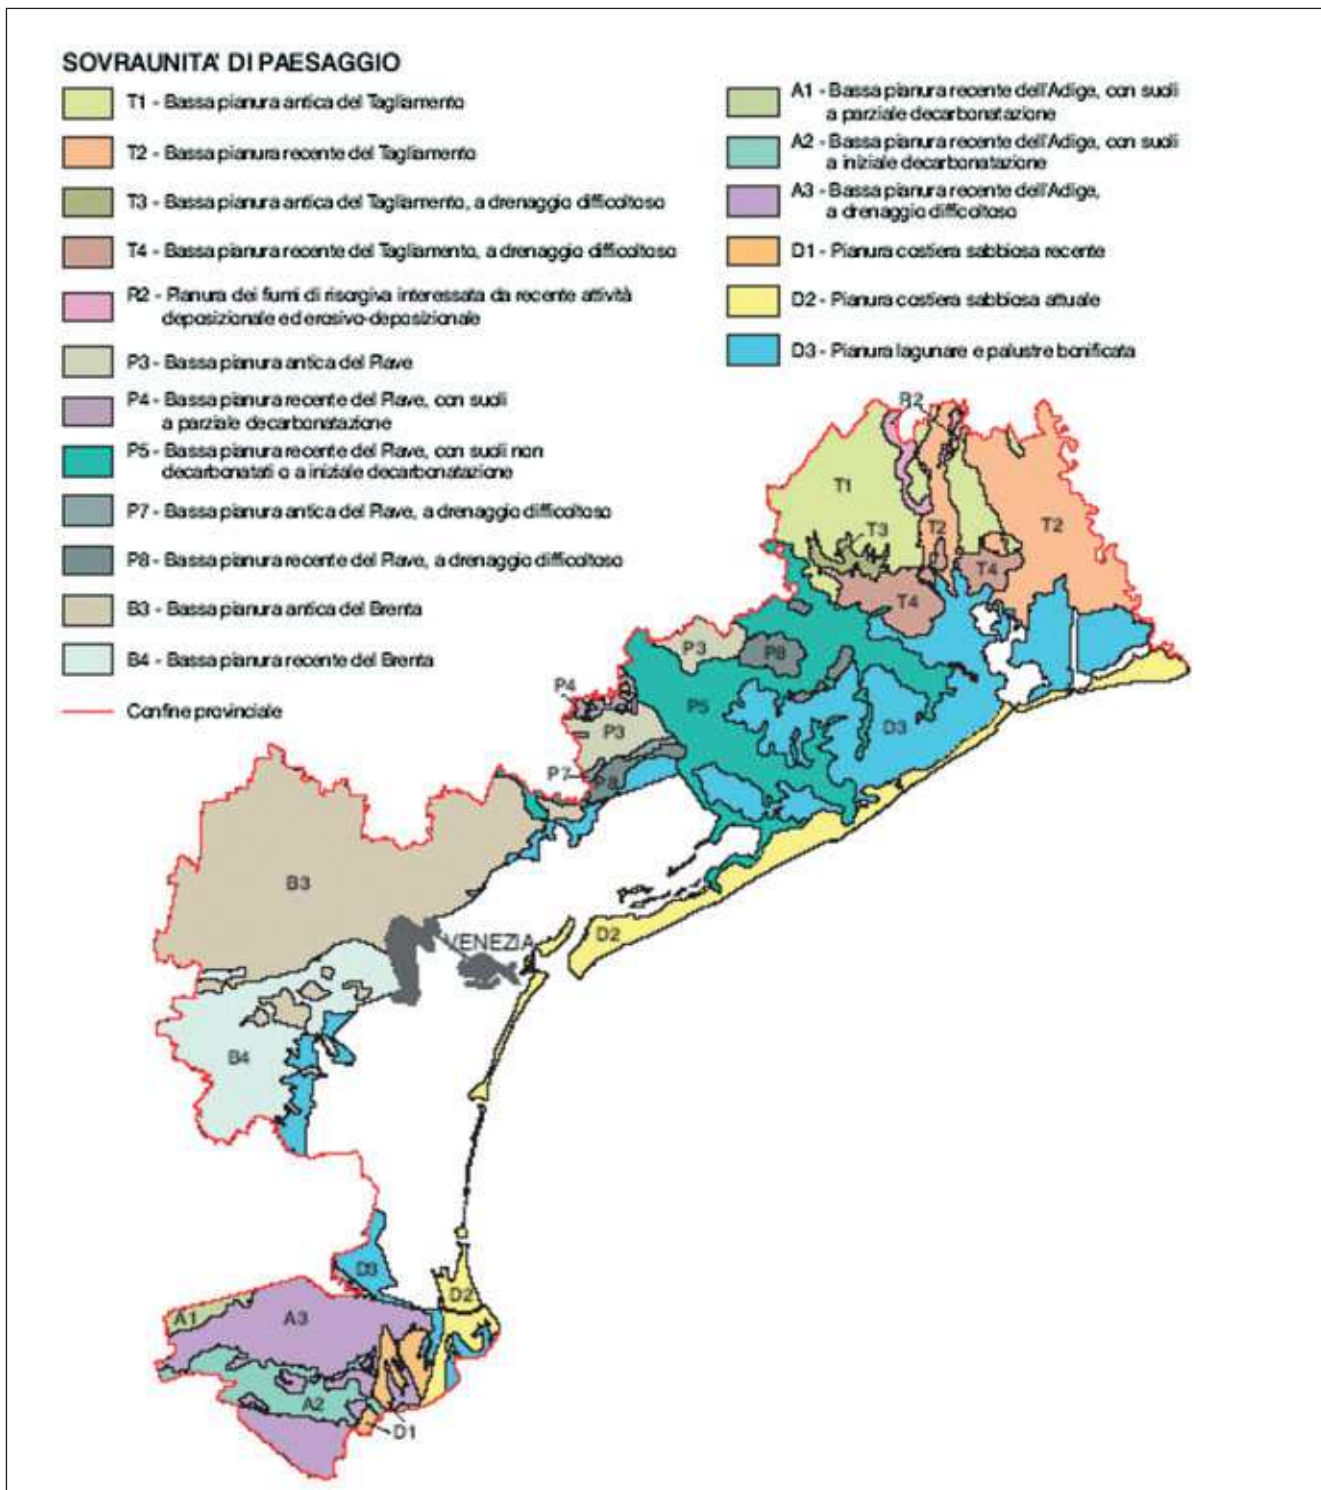 SOVRAUNITA' DI PAESAGGIO
T1 - Bassa pianura antica del Tagliamento
T2 - Bassa pianura recente del Tagliamento
T3 - Bassa pianura antica del Tagliamento, a drenaggio difficoltoso
T4 - Bassa pianura recente del Tagliamento, a drenaggio difficoltoso
R2 - Pianura dei fiumi di risorgiva interessata da recente attività
deposizionale ed erosivo-deposizionale
P3 - Bassa pianura antica del Piave
P4 - Bassa pianura recente del Piave, con suoli
a parziale decarbonatazione
P5 - Bassa pianura recente del Piave, con suoli non
decarbonatati o a iniziale decarbonatazione
P7 - Bassa pianura antica del Piave, a drenaggio difficoltoso
P8 - Bassa pianura recente del Piave, a drenaggio difficoltoso
B3 - Bassa pianura antica del Brenta
B4 - Bassa pianura recente del Brenta
Confine provinciale
A1 - Bassa pianura recente dell'Adige, con suoli
a parziale decarbonatazione
A2 - Bassa pianura recente dell'Adige, con suoli
a iniziale decarbonatazione
A3 - Bassa pianura recente dell'Adige,
a drenaggio difficoltoso
D1 - Pianura costiera sabbiosa recente
D2 - Pianura costiera sabbiosa attuale
D3 - Pianura lagunare e palustre bonificata
R2
T1
T3
T2
T2
T4
T4
P3
P8
P4
P5
D3
P3
P7
P8
B3
VENEZIA
D2
B4
D3
D2
A1
A3
A2
D1